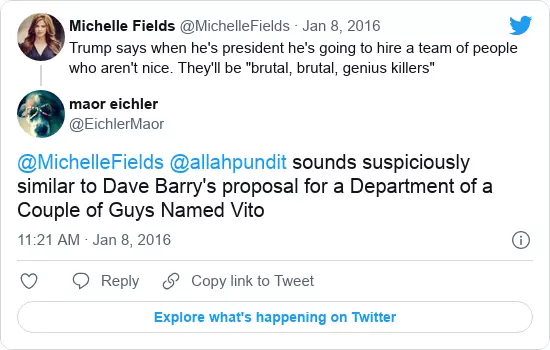 Michelle Fields @MichelleFields · Jan 8, 2016
Trump says when he's president he's going to hire a team of people
who aren't nice. They'll be "brutal, brutal, genius killers"
maor eichler
@EichlerMaor
@MichelleFields @allahpundit sounds suspiciously
similar to Dave Barry's proposal for a Department of a
Couple of Guys Named Vito
11:21 AM · Jan 8, 2016
Reply Copy link to Tweet
Explore what's happening on Twitter